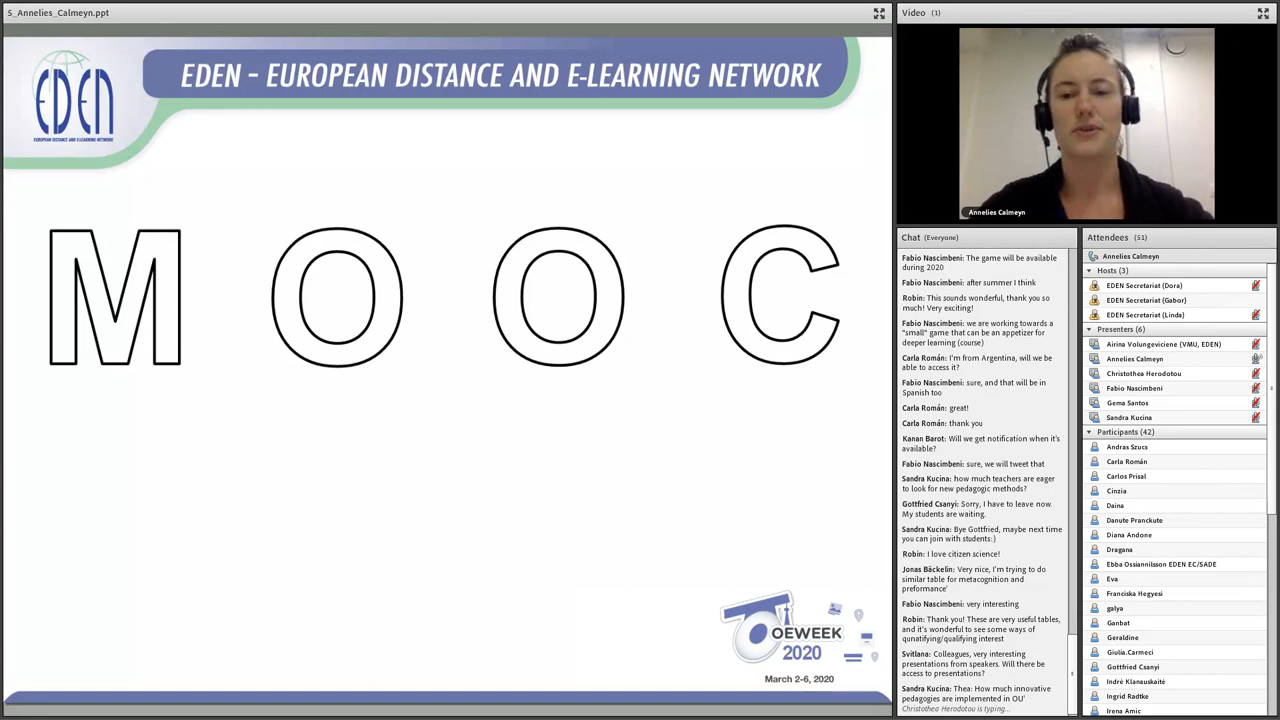 5_Annelies_Calmeyn.ppt
EDEN
EUROPEAN DISTANCE AND E-LEARNING NETWORK
EDEN – EUROPEAN DISTANCE AND E-LEARNING NETWORK
M O O C
OEWEEK
2020
March 2-6, 2020
Video (1)
Annelies Calmeyn
Chat (Everyone)
Fabio Nascimbeni: The game will be available
during 2020
Fabio Nascimbeni: after summer I think
Robin: This sounds wonderful, thank you so
much! Very exciting!
Fabio Nascimbeni: we are working towards a
"small" game that can be an appetizer for
deeper learning (course)
Carla Román: I'm from Argentina, will we be
able to access it?
Fabio Nascimbeni: sure, and that will be in
Spanish too
Carla Román: great!
Carla Román: thank you
Kanan Barot: Will we get notification when it's
available?
Fabio Nascimbeni: sure, we will tweet that
Sandra Kucina: how much teachers are eager
to look for new pedagogic methods?
Gottfried Csanyi: Sorry, I have to leave now.
My students are waiting.
Sandra Kucina: Bye Gottfried, maybe next time
you can join with students:)
Robin: I love citizen science!
Jonas Bäckelin: Very nice, I'm trying to do
similar table for metacognition and
preformance'
Fabio Nascimbeni: very interesting
Robin: Thank you! These are very useful tables,
and it's wonderful to see some ways of
qunatifying/qualifying interest
Svitlana: Colleagues, very interesting
presentations from speakers. Will there be
access to presentations?
Sandra Kucina: Thea: How much innovative
pedagogies are implemented in OU'
Christothea Herodotou is typing...
Attendees (51)
Annelies Calmeyn
Hosts (3)
EDEN Secretariat (Dora)
EDEN Secretariat (Gabor)
EDEN Secretariat (Linda)
Presenters (6)
Airina Volungeviciene (VMU, EDEN)
Annelies Calmeyn
Christothea Herodotou
Fabio Nascimbeni
Gema Santos
Sandra Kucina
Participants (42)
Andras Szucs
Carla Román
Carlos Prisal
Cinzia
Daina
Danute Pranckute
Diana Andone
Dragana
Ebba Ossiannilsson EDEN EC/SADE
Eva
Franciska Hegyesi
galya
Ganbat
Geraldine
Giulia.Carmeci
Gottfried Csanyi
Indrė Klanauskaitė
Ingrid Radtke
Irena Amic